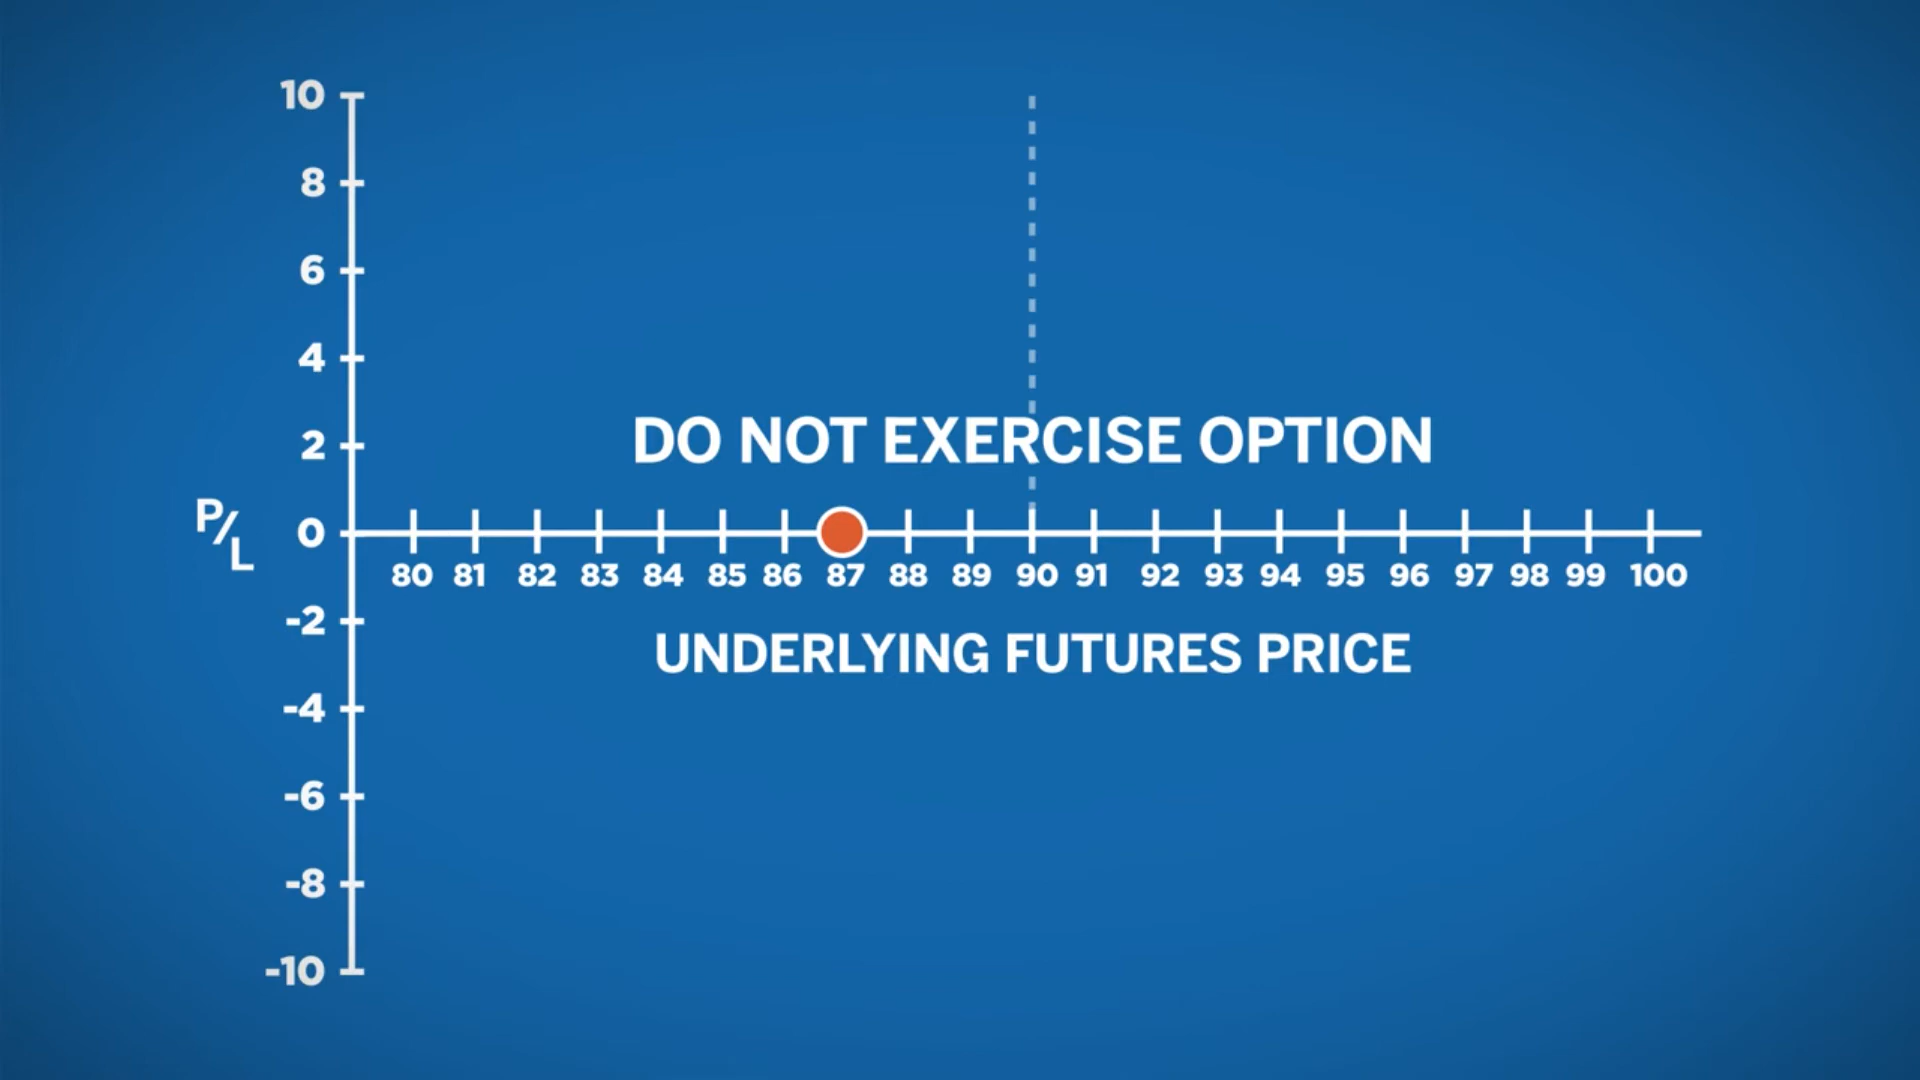 10
8
6
4
DO NOT EXERCISE OPTION
2
P/L
0
80 81 82 83 84 85 86 87 88 89 90 91 92 93 94 95 96 97 98 99 100
-2
UNDERLYING FUTURES PRICE
-4
-6
-8
-10